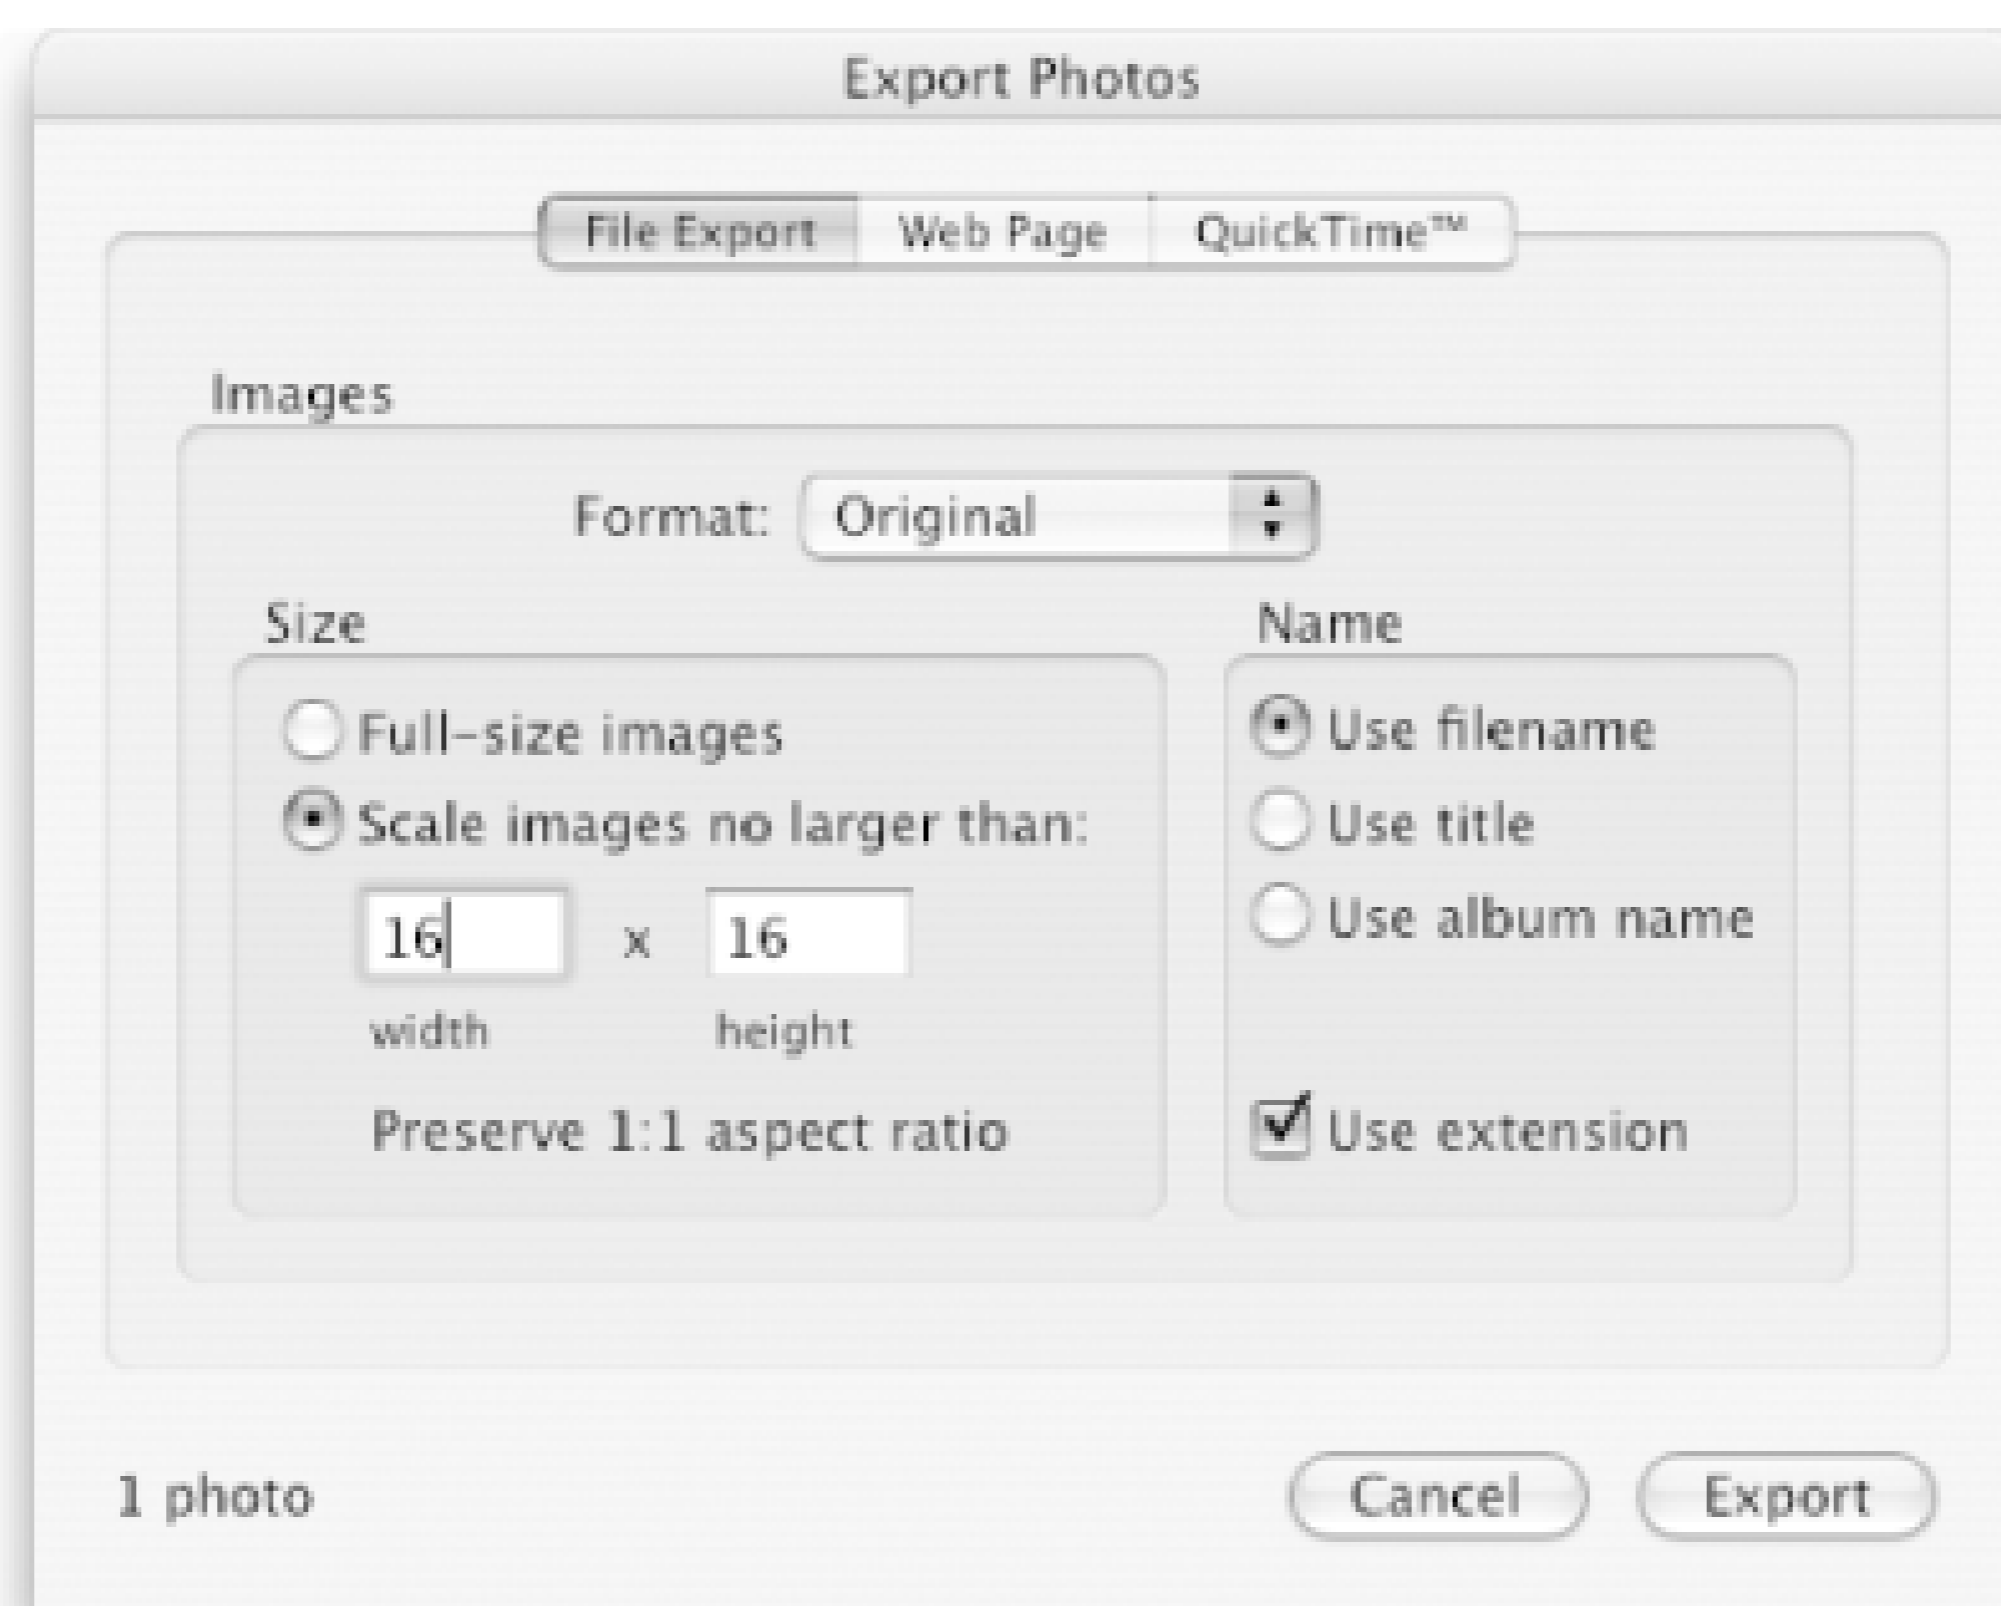 Export Photos
File Export Web Page QuickTime™
Images
Format: Original
Size
Full-size images
Scale images no larger than:
16 x 16
width height
Preserve 1:1 aspect ratio
Name
Use filename
Use title
Use album name
Use extension
1 photo
Cancel Export